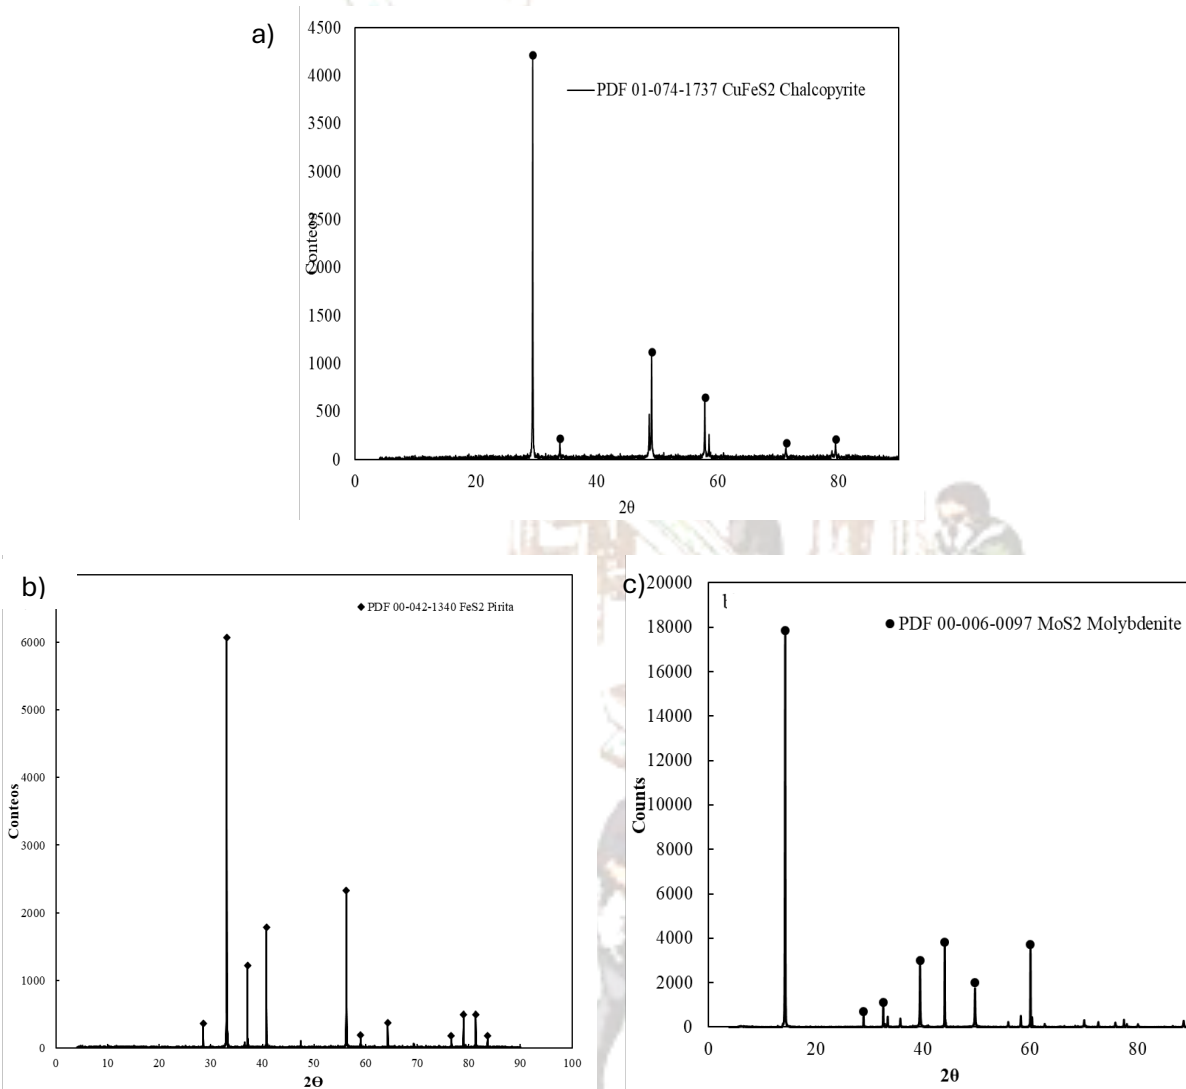 a)
4500
4000
3500
3000
2500
2000
1500
1000
500
0
Conteos
PDF 01-074-1737 CuFeS2 Chalcopyrite
0 20 40 60 80
2θ
b)
PDF 00-042-1340 FeS2 Pirita
6000
5000
4000
3000
2000
1000
0
Conteos
0 10 20 30 40 50 60 70 80 90 100
2Θ
c)
20000
18000
16000
14000
12000
10000
8000
6000
4000
2000
0
Counts
PDF 00-006-0097 MoS2 Molybdenite
0 20 40 60 80
2θ